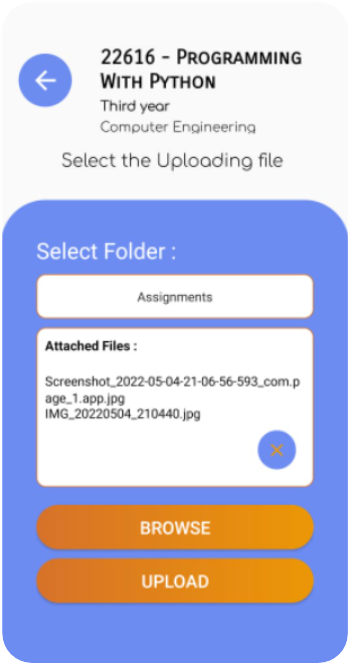 22616 - Programming
With Python
Third year
Computer Engineering
Select the Uploading file
Select Folder :
Assignments
Attached Files :
Screenshot_2022-05-04-21-06-56-593_com.p
age_1.app.jpg
IMG_20220504_210440.jpg
BROWSE
UPLOAD